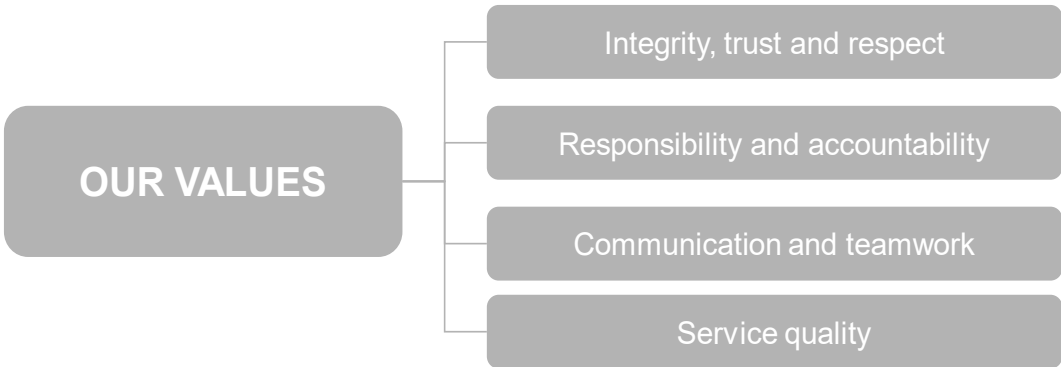 OUR VALUES
Integrity, trust and respect
Responsibility and accountability
Communication and teamwork
Service quality